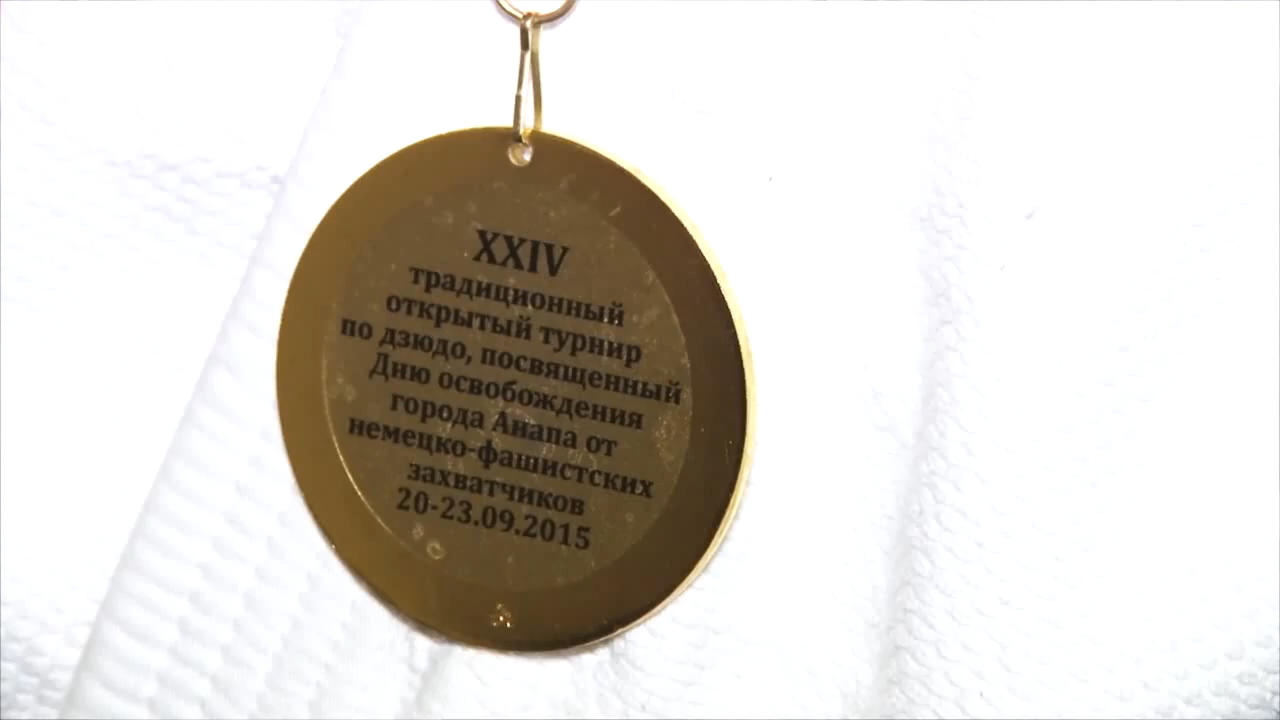 XXIV
традиционный
открытый турнир
по дзюдо, посвященный
Дню освобождения
города Анапа от
немецко-фашистских
захватчиков
20-23.09.2015